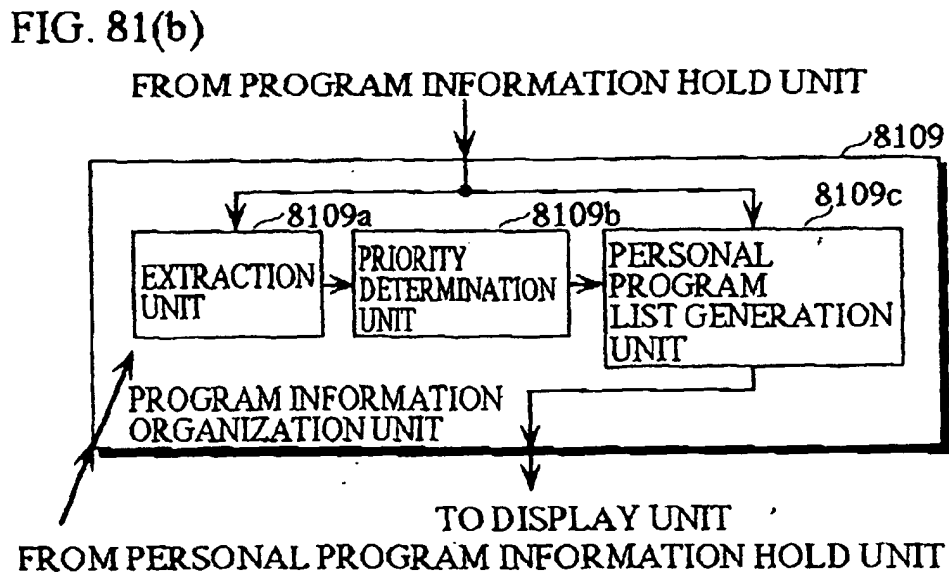 FIG. 81(b)
FROM PROGRAM INFORMATION HOLD UNIT
8109
8109a
8109b
8109c
EXTRACTION
UNIT
PRIORITY
DETERMINATION
UNIT
PERSONAL
PROGRAM
LIST GENERATION
UNIT
PROGRAM INFORMATION
ORGANIZATION UNIT
TO DISPLAY UNIT
FROM PERSONAL PROGRAM INFORMATION HOLD UNIT